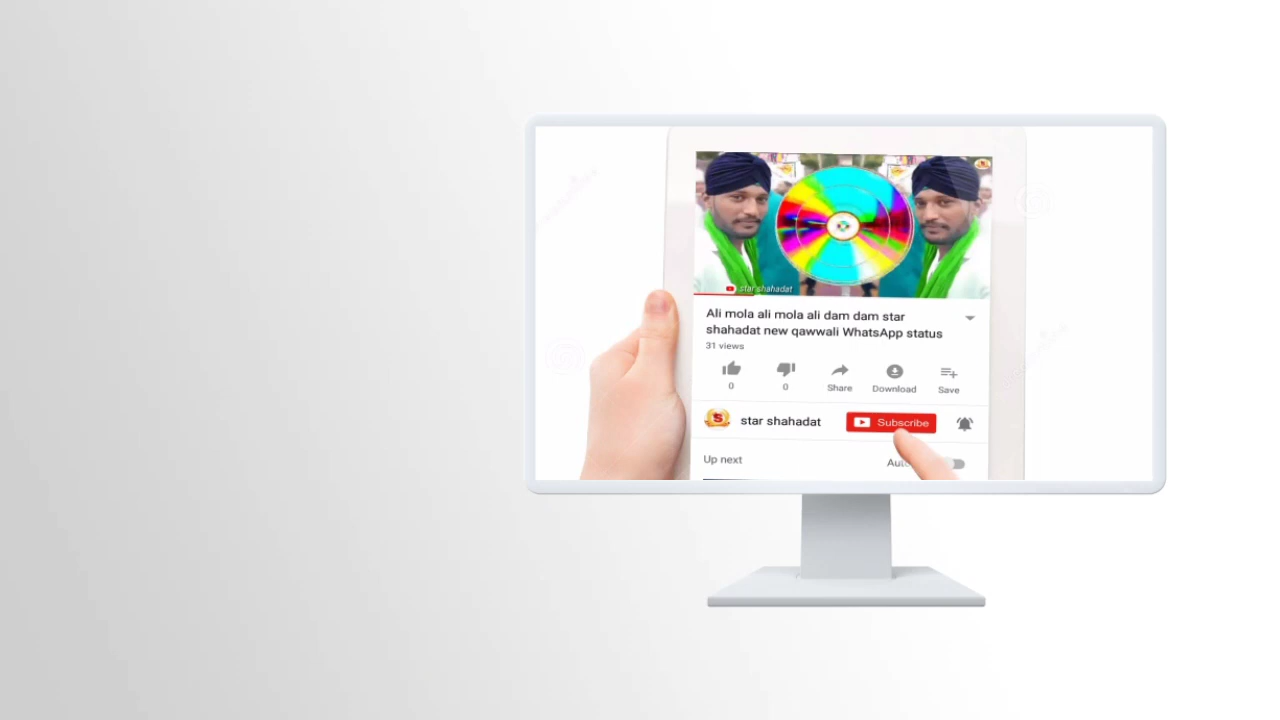 star shahadat
Ali mola ali mola ali dam dam star
shahadat new qawwali WhatsApp status
31 views
0
0
Share
Download
Save
S
star shahadat
Subscribe
Up next